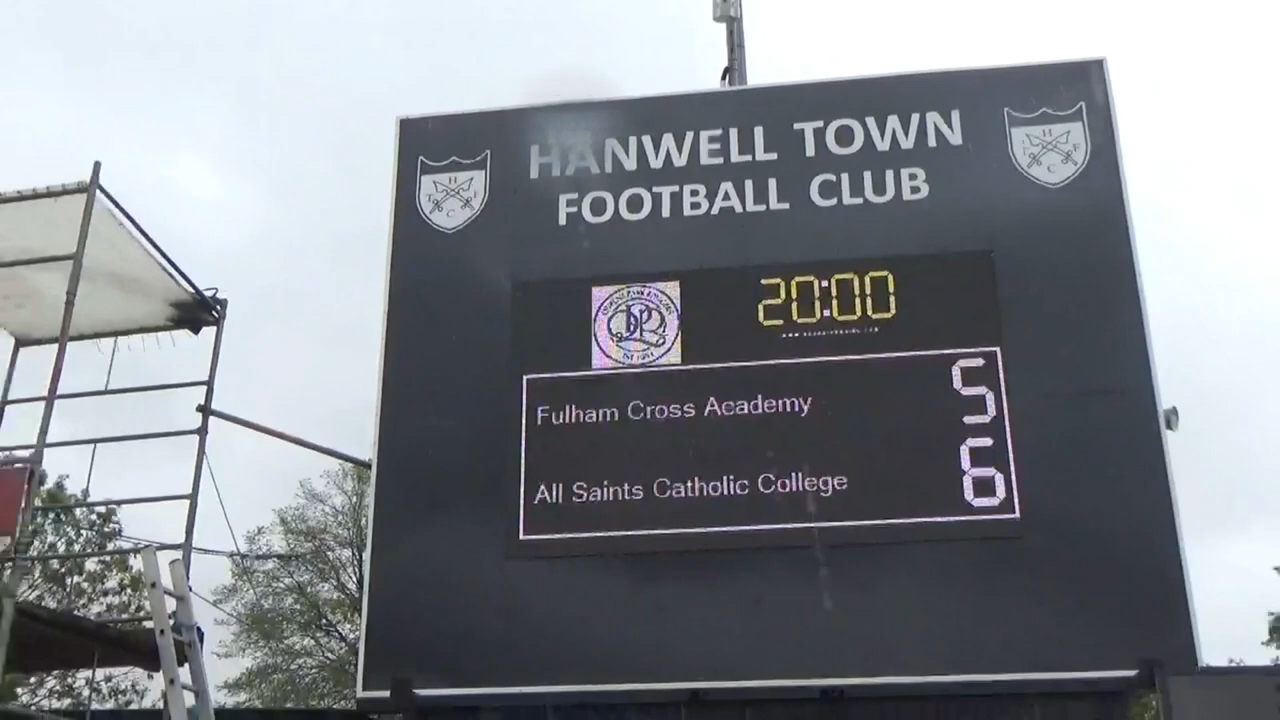 HANWELL TOWN
FOOTBALL CLUB
H
T F
C
H
T F
C
20:00
Fulham Cross Academy 5
All Saints Catholic College 6